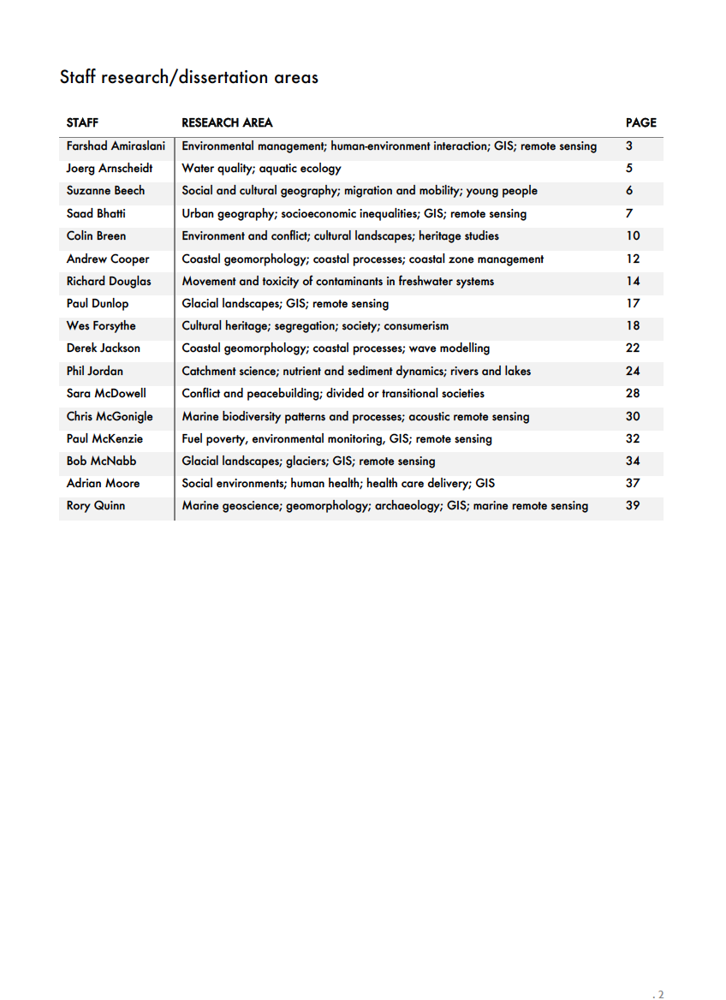 Staff research/dissertation areas
STAFF RESEARCH AREA PAGE
Farshad Amiraslani Environmental management; human-environment interaction; GIS; remote sensing 3
Joerg Arnscheidt Water quality; aquatic ecology 5
Suzanne Beech Social and cultural geography; migration and mobility; young people 6
Saad Bhatti Urban geography; socioeconomic inequalities; GIS; remote sensing 7
Colin Breen Environment and conflict; cultural landscapes; heritage studies 10
Andrew Cooper Coastal geomorphology; coastal processes; coastal zone management 12
Richard Douglas Movement and toxicity of contaminants in freshwater systems 14
Paul Dunlop Glacial landscapes; GIS; remote sensing 17
Wes Forsythe Cultural heritage; segregation; society; consumerism 18
Derek Jackson Coastal geomorphology; coastal processes; wave modelling 22
Phil Jordan Catchment science; nutrient and sediment dynamics; rivers and lakes 24
Sara McDowell Conflict and peacebuilding; divided or transitional societies 28
Chris McGonigle Marine biodiversity patterns and processes; acoustic remote sensing 30
Paul McKenzie Fuel poverty, environmental monitoring, GIS; remote sensing 32
Bob McNabb Glacial landscapes; glaciers; GIS; remote sensing 34
Adrian Moore Social environments; human health; health care delivery; GIS 37
Rory Quinn Marine geoscience; geomorphology; archaeology; GIS; marine remote sensing 39
. 2